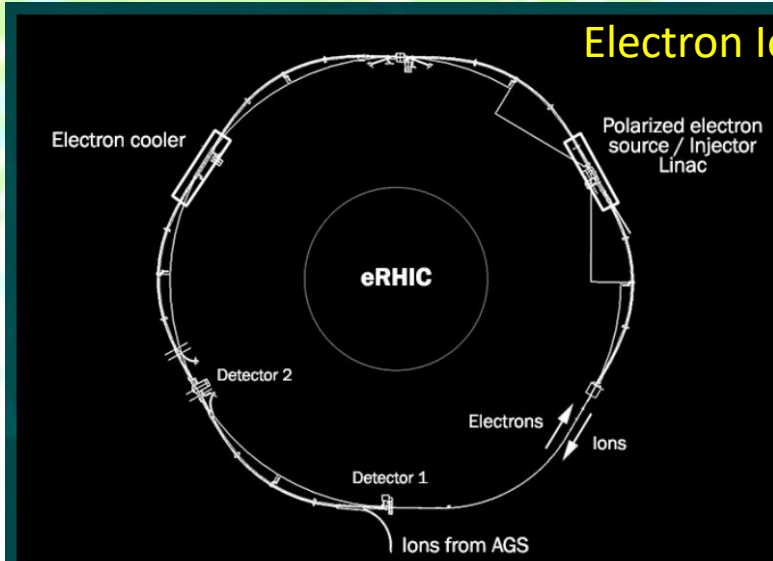 Electron
Electron cooler
Polarized electron
source / Injector
Linac
eRHIC
Detector 2
Electrons
Ions
Detector 1
Ions from AGS